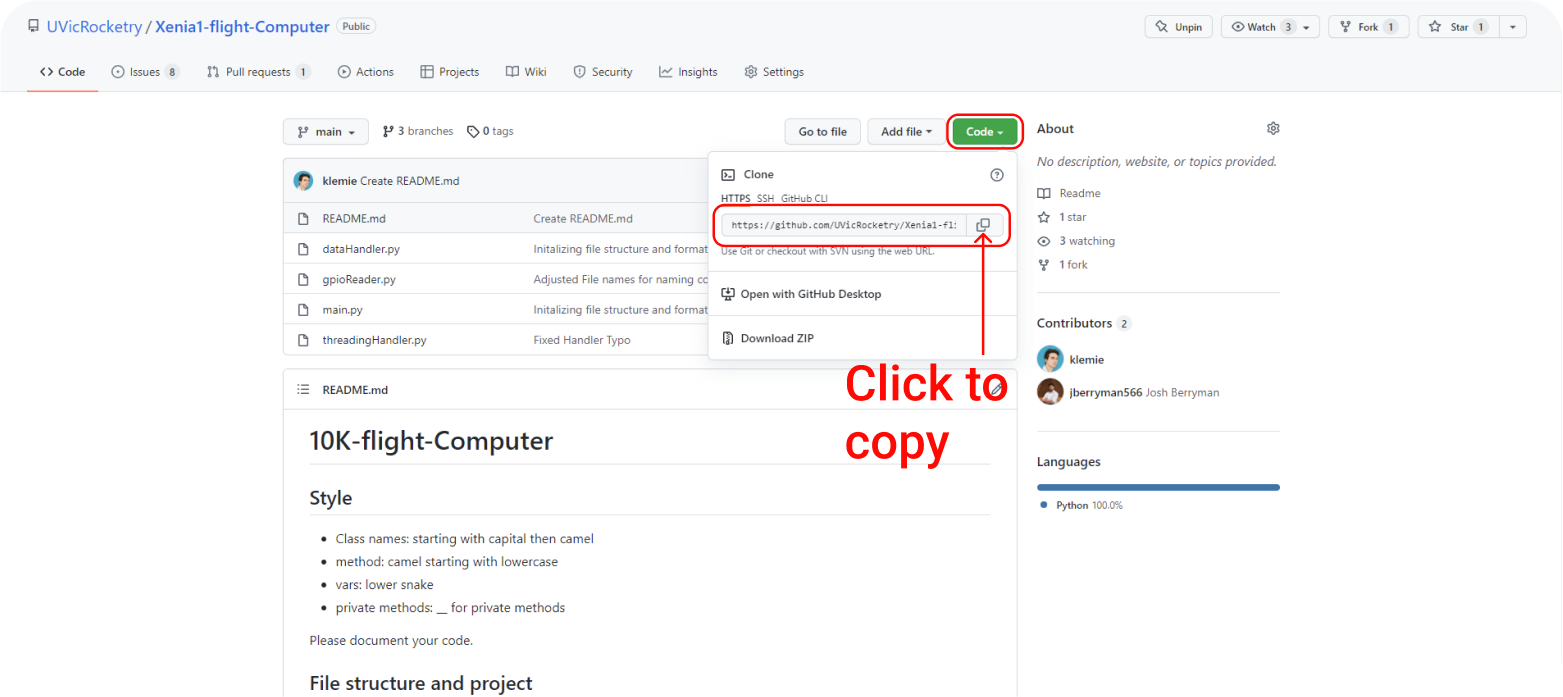 UVicRocketry / Xenia1-flight-Computer Public
Unpin Watch 3 Fork 1 Star 1
Code Issues 8 Pull requests 1 Actions Projects Wiki Security Insights Settings
main 3 branches 0 tags Go to file Add file Code
klemie Create README.md
README.md Create README.md
dataHandler.py Initalizing file structure and format
gpioReader.py Adjusted File names for naming co
main.py Initalizing file structure and format
threadingHandler.py Fixed Handler Typo
Clone
HTTPS SSH GitHub CLI
https://github.com/UVicRocketry/Xenia1-fl:
Use Git or checkout with SVN using the web URL.
Open with GitHub Desktop
Download ZIP
Click to
copy
README.md
10K-flight-Computer
Style
Class names: starting with capital then camel
method: camel starting with lowercase
vars: lower snake
private methods: __ for private methods
Please document your code.
File structure and project
About
No description, website, or topics provided.
Readme
1 star
3 watching
1 fork
Contributors 2
klemie
jberryman566 Josh Berryman
Languages
Python 100.0%